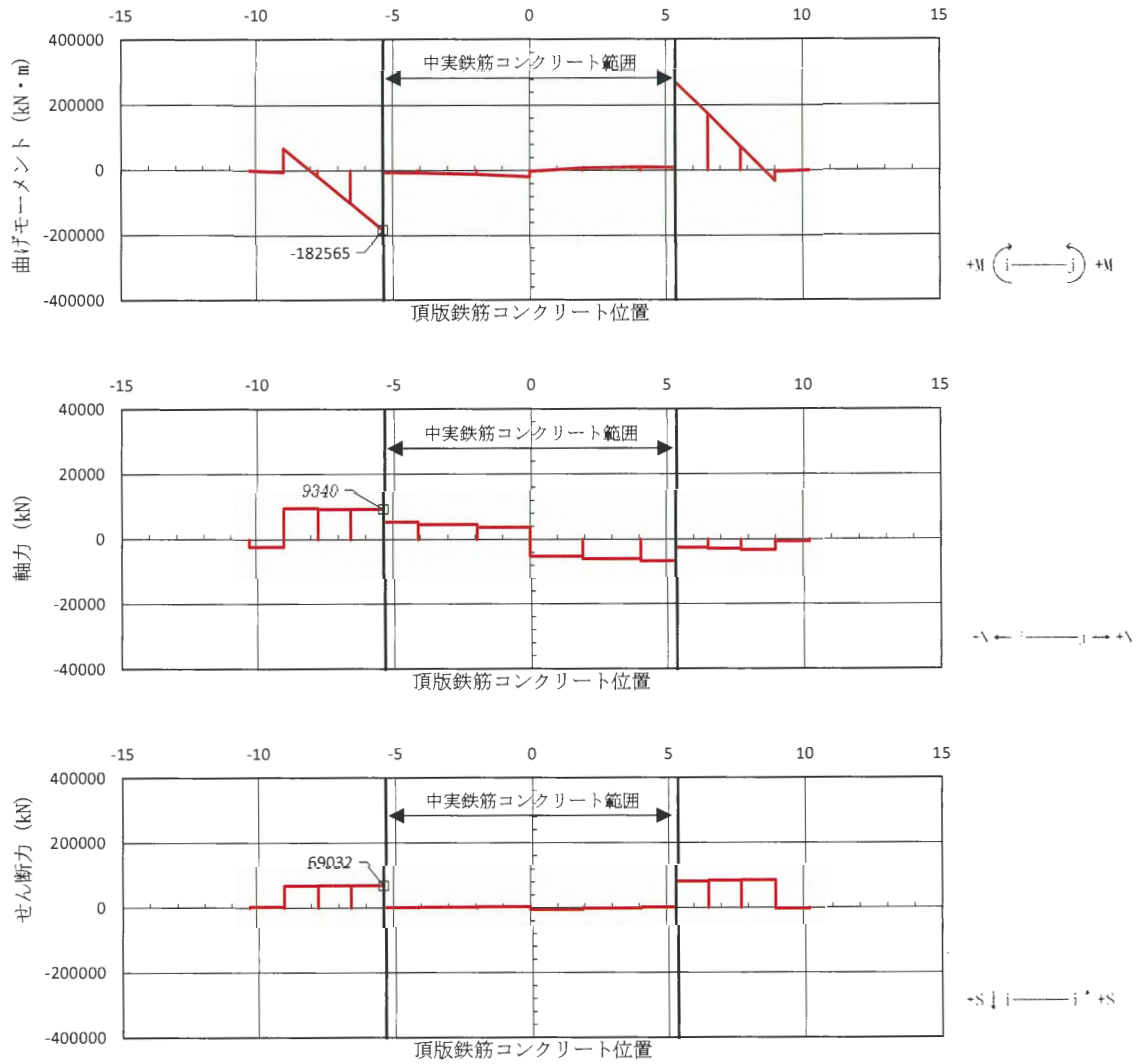 -15 -10 -5 0 5 10 15
400000
中実鉄筋コンクリート範囲
200000
0
-200000
-182565
-400000
曲げモーメント (kN・m)
頂版鉄筋コンクリート位置
+M i j +M
-15 -10 -5 0 5 10 15
40000
中実鉄筋コンクリート範囲
20000
9340
0
-20000
-40000
軸力 (kN)
頂版鉄筋コンクリート位置
-15 -10 -5 0 5 10 15
400000
中実鉄筋コンクリート範囲
200000
69032
0
-200000
-400000
せん断力 (kN)
頂版鉄筋コンクリート位置
+S i +S